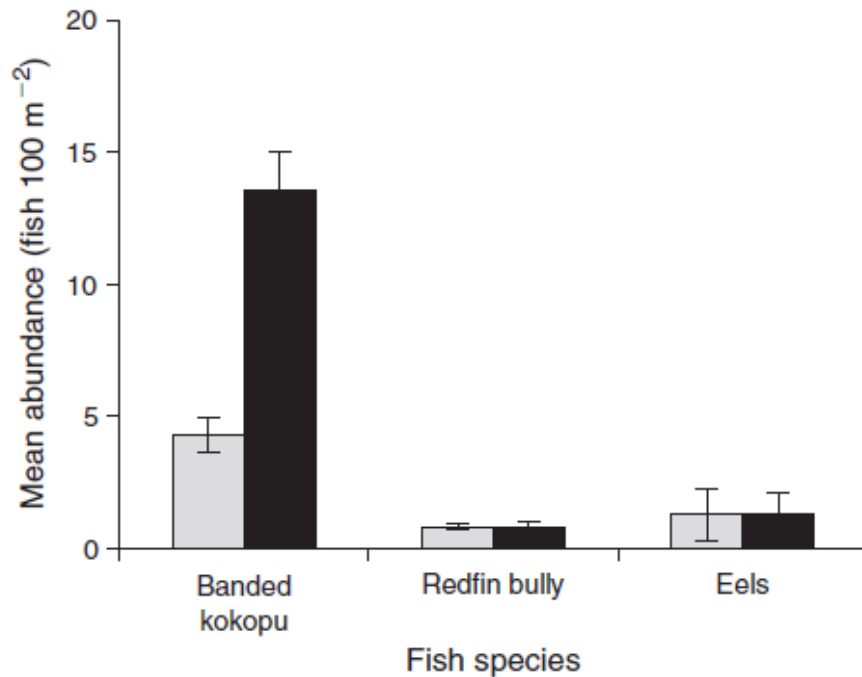 Mean abundance (fish 100 m⁻²)
20
15
10
5
0
Banded
kokopu
Redfin bully
Eels
Fish species